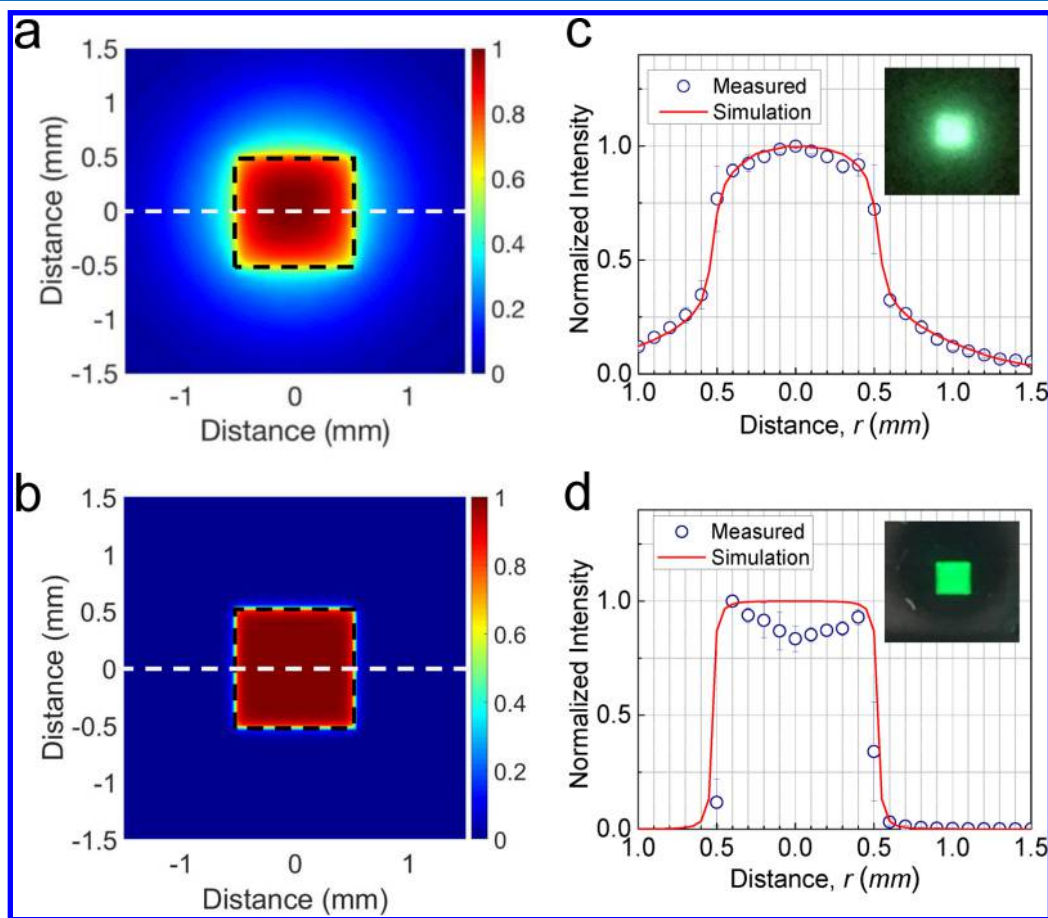 a
1.5
1
0.5
0
-0.5
-1
-1.5
Distance (mm)
-1 0 1
Distance (mm)
1
0.8
0.6
0.4
0.2
0
c
Measured
Simulation
Normalized Intensity
1.0
0.5
0.0
1.0 0.5 0.0 0.5 1.0 1.5
Distance, r (mm)
b
1.5
1
0.5
0
-0.5
-1
-1.5
Distance (mm)
-1 0 1
Distance (mm)
1
0.8
0.6
0.4
0.2
0
d
Measured
Simulation
Normalized Intensity
1.0
0.5
0.0
1.0 0.5 0.0 0.5 1.0 1.5
Distance, r (mm)